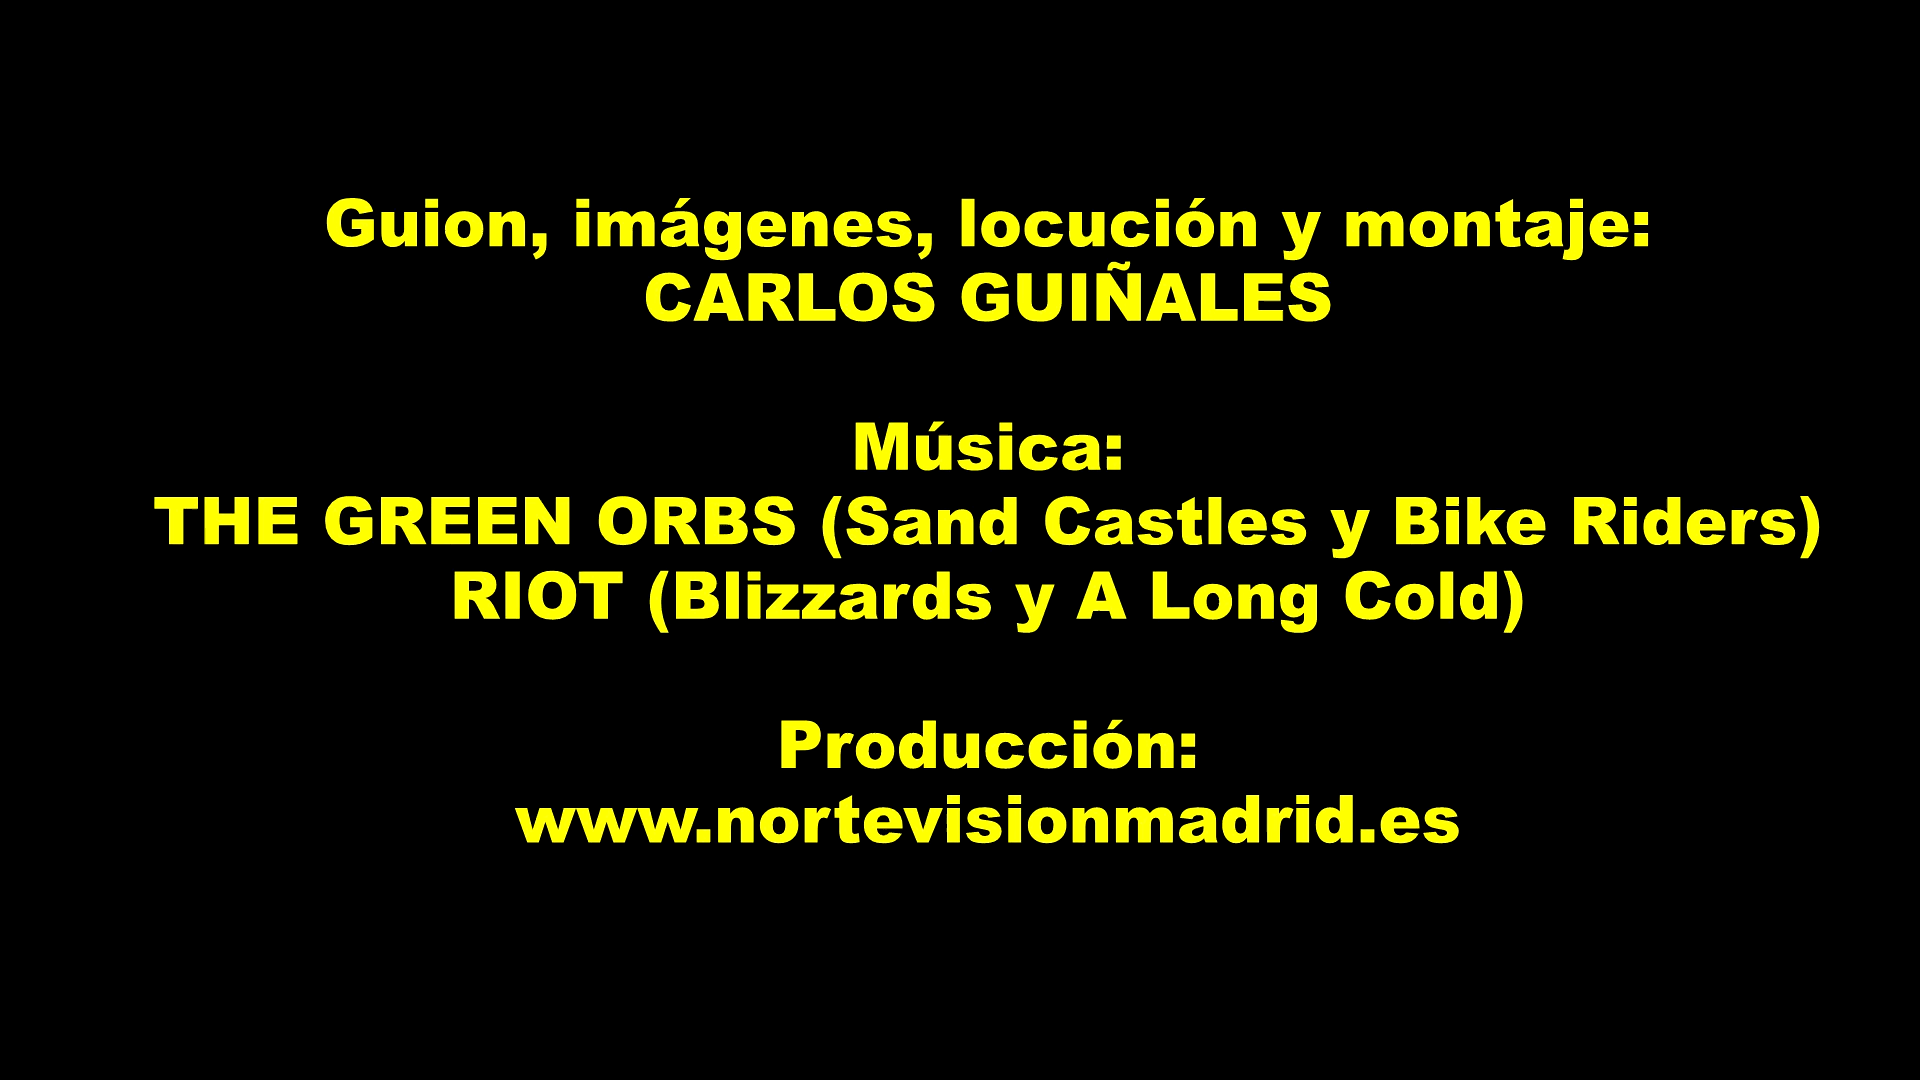 Guion, imágenes, locución y montaje:
CARLOS GUIÑALES
Música:
THE GREEN ORBS (Sand Castles y Bike Riders)
RIOT (Blizzards y A Long Cold)
Producción:
www.nortevisionmadrid.es